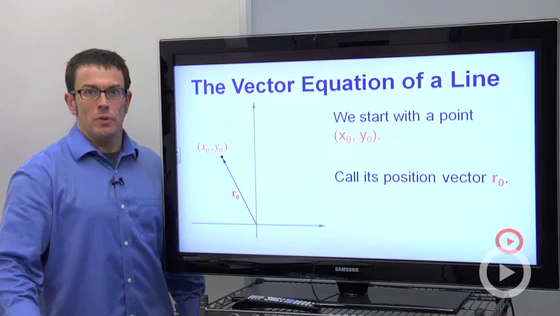 The Vector Equation of a Line
We start with a point
(x₀, y₀).
(x₀, y₀)
Call its position vector r₀.
r₀
SAMSUNG